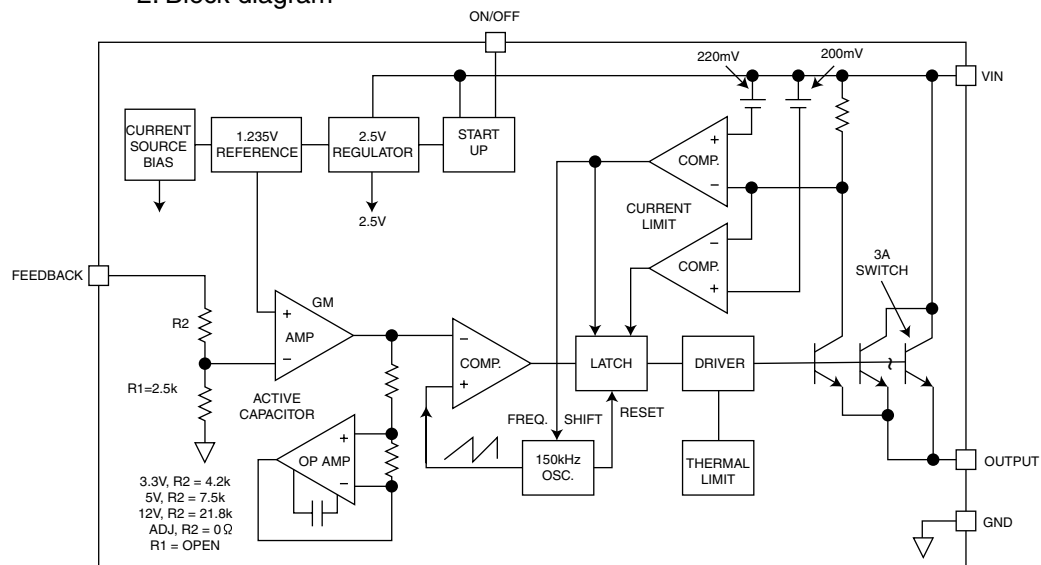 2. Block diagram
ON/OFF
220mV
200mV
VIN
CURRENT
SOURCE
BIAS
1.235V
REFERENCE
2.5V
REGULATOR
START
UP
+
COMP.
−
2.5V
CURRENT
LIMIT
−
COMP.
+
3A
SWITCH
FEEDBACK
R2
R1=2.5k
GM
+
AMP
−
ACTIVE
CAPACITOR
−
COMP.
+
LATCH
DRIVER
FREQ. SHIFT
RESET
150kHz
OSC.
THERMAL
LIMIT
+
OP AMP
−
OUTPUT
GND
3.3V, R2 = 4.2k
5V, R2 = 7.5k
12V, R2 = 21.8k
ADJ, R2 = 0Ω
R1 = OPEN